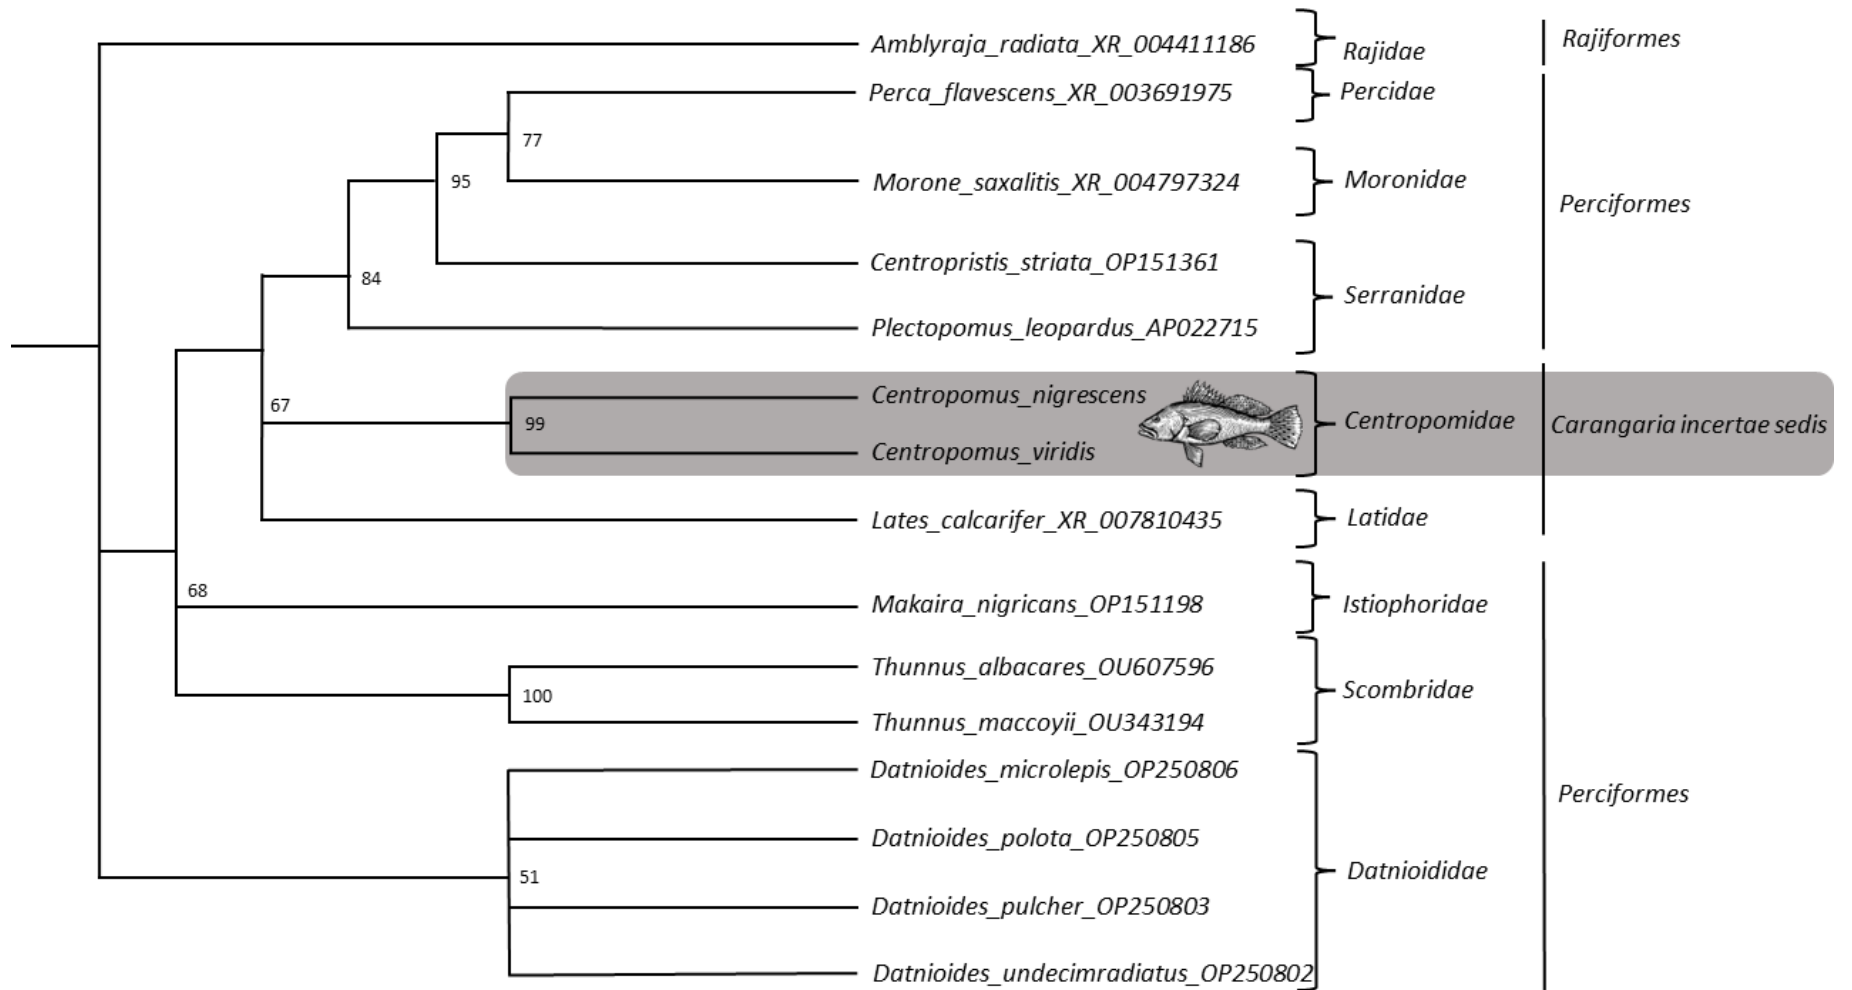 Amblyraja_radiata_XR_004411186
Rajidae
Rajiformes
Perca_flavescens_XR_003691975
Percidae
77
95
Morone_saxalitis_XR_004797324
Moronidae
Perciformes
Centropristis_striata_OP151361
84
Serranidae
Plectopomus_leopardus_AP022715
Centropomus_nigrescens
67
99
Centropomidae
Carangaria incertae sedis
Centropomus_viridis
Lates_calcarifer_XR_007810435
Latidae
68
Makaira_nigricans_OP151198
Istiophoridae
Thunnus_albacares_OU607596
100
Scombridae
Thunnus_maccoyii_OU343194
Datnioides_microlepis_OP250806
Perciformes
Datnioides_polota_OP250805
51
Datnioididae
Datnioides_pulcher_OP250803
Datnioides_undecimradiatus_OP250802